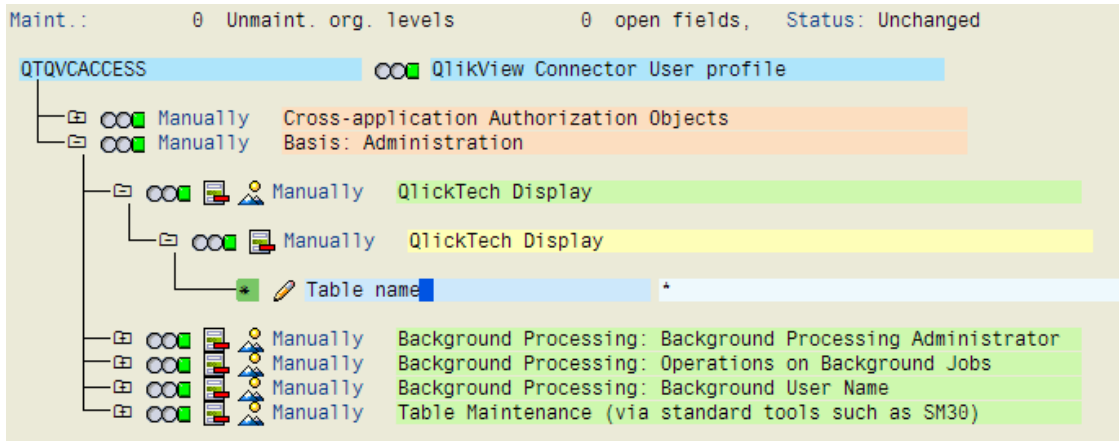 Maint.: 0 Unmaint. org. levels 0 open fields, Status: Unchanged
QTQVCACCESS QlikView Connector User profile
Manually Cross-application Authorization Objects
Manually Basis: Administration
Manually QlickTech Display
Manually QlickTech Display
* Table name *
Manually Background Processing: Background Processing Administrator
Manually Background Processing: Operations on Background Jobs
Manually Background Processing: Background User Name
Manually Table Maintenance (via standard tools such as SM30)